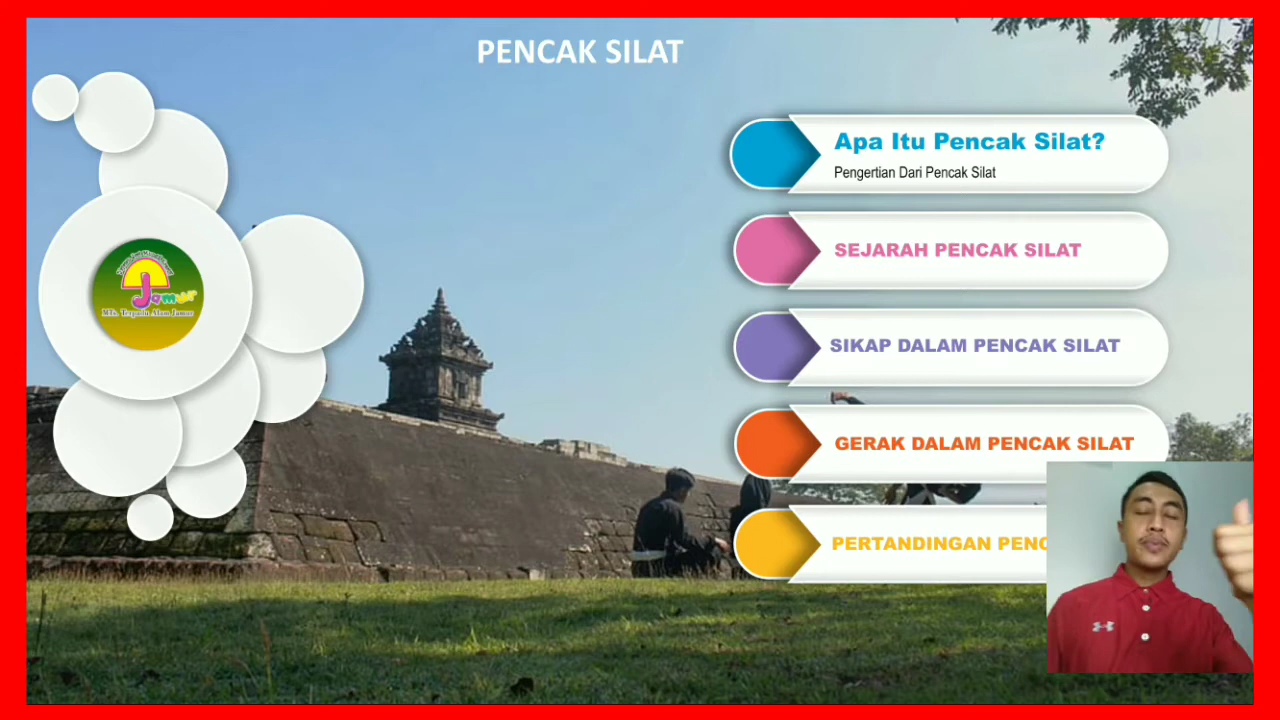 PENCAK SILAT
Apa Itu Pencak Silat?
Pengertian Dari Pencak Silat
SEJARAH PENCAK SILAT
SIKAP DALAM PENCAK SILAT
GERAK DALAM PENCAK SILAT
PERTANDINGAN
Jamur
MTs. Terpadu Alam Jamur